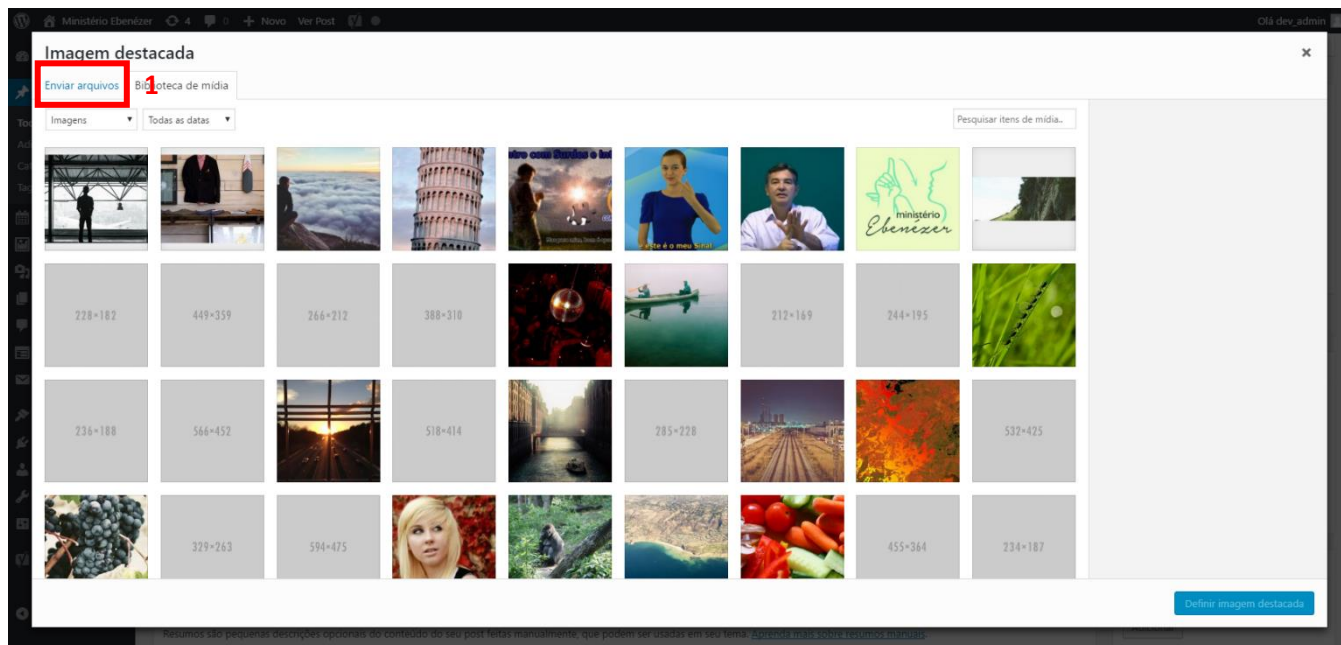 Ministério Ebenézer 4 0 Novo Ver Post Olá dev_admin
Imagem destacada
Enviar arquivos 1 Biblioteca de mídia
Imagens Todas as datas Pesquisar itens de mídia..
este é o meu Sinal
ministério
Ebenézer
228×182 449×359 266×212 388×310 212×169 244×195
236×188 566×452 518×414 285×228 532×425
329×263 594×475 455×364 234×187
Definir imagem destacada
Resumos são pequenas descrições opcionais do conteúdo do seu post feitas manualmente, que podem ser usadas em seu tema. Aprenda mais sobre resumos manuais.